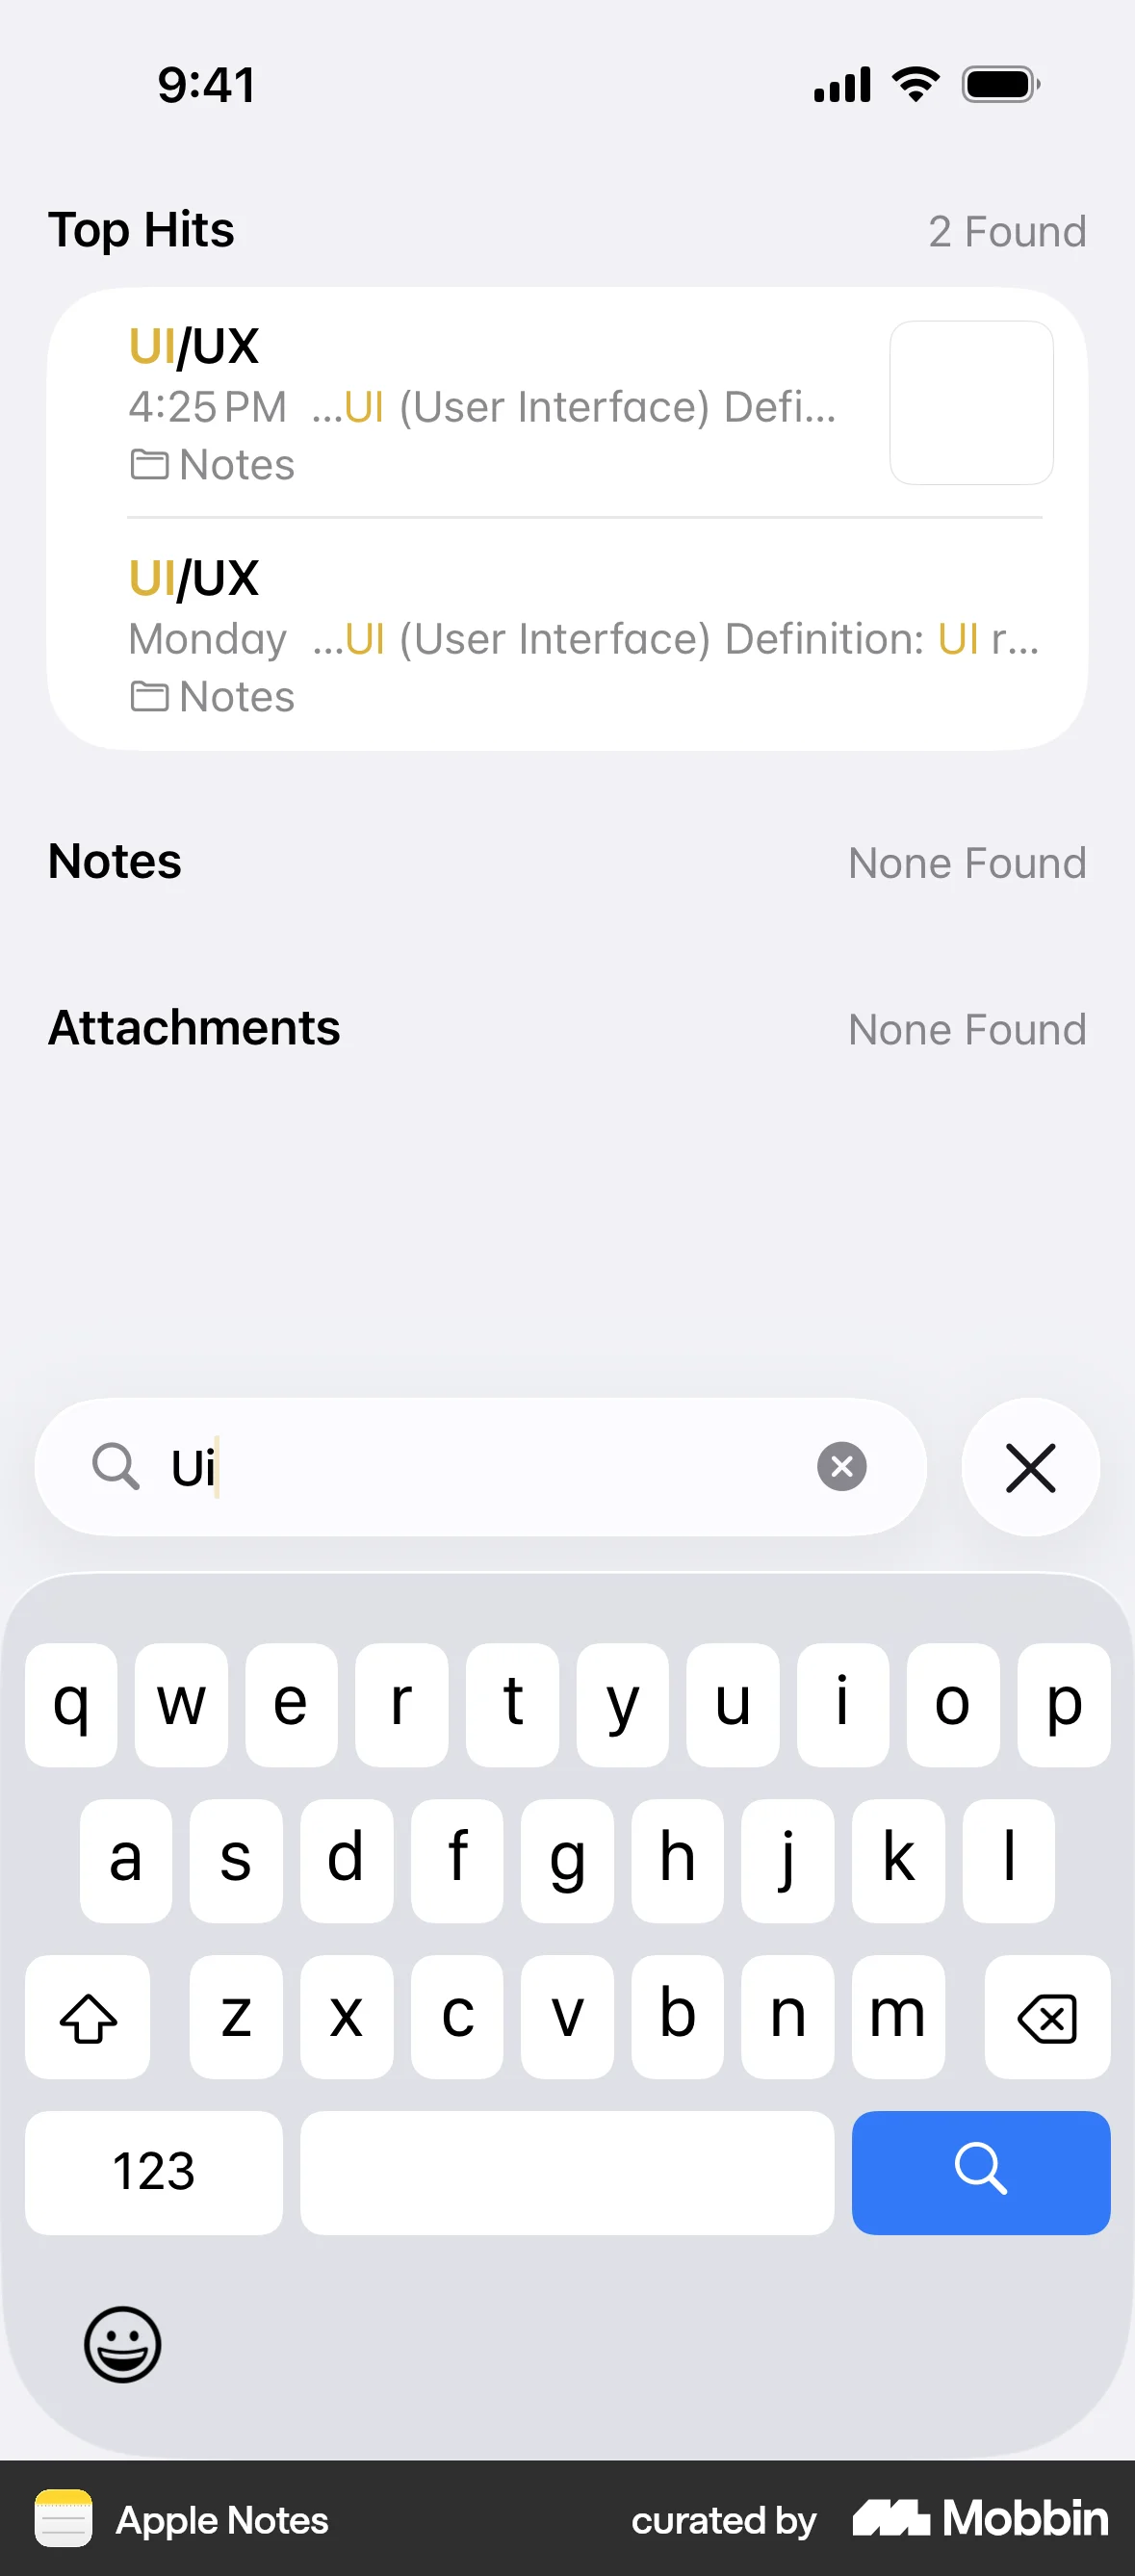 9:41
Top Hits 2 Found
UI/UX
4:25 PM ...UI (User Interface) Defi...
Notes
UI/UX
Monday ...UI (User Interface) Definition: UI r...
Notes
Notes None Found
Attachments None Found
Ui
q w e r t y u i o p
a s d f g h j k l
z x c v b n m
123
Apple Notes curated by Mobbin